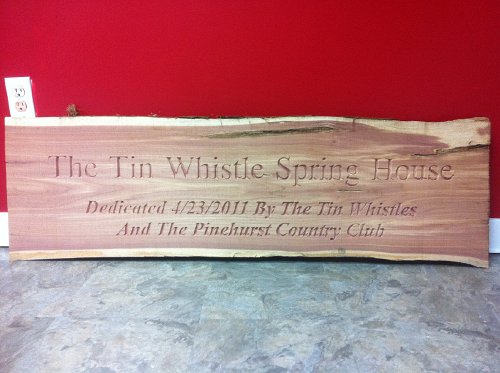 The Tin Whistle Spring House
Dedicated 4/23/2011 By The Tin Whistles
And The Pinehurst Country Club